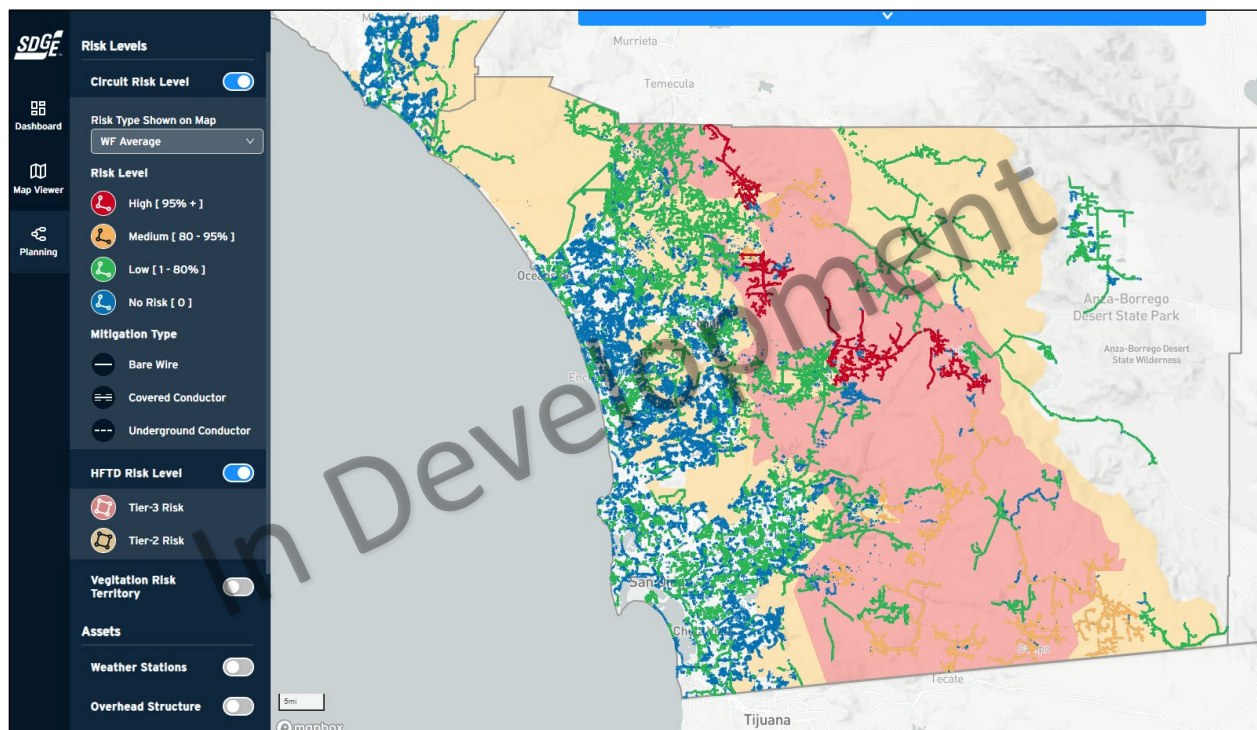 SDGE
Dashboard
Map Viewer
Planning
Risk Levels
Circuit Risk Level
Risk Type Shown on Map
WF Average
Risk Level
High [ 95% + ]
Medium [ 80 - 95% ]
Low [ 1 - 80% ]
No Risk [ 0 ]
Mitigation Type
Bare Wire
Covered Conductor
Underground Conductor
HFTD Risk Level
Tier-3 Risk
Tier-2 Risk
Vegitation Risk
Territory
Assets
Weather Stations
Overhead Structure
Murrieta
Temecula
Anza-Borrego
Desert State Park
Anza-Borrego Desert
State Wilderness
In Development
Tecate
Tijuana
5mi
mapbox